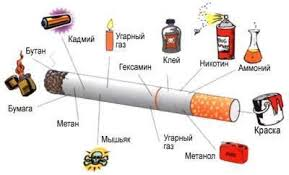 Кадмий
Угарный
газ
Клей
Никотин
Аммоний
Бутан
Гексамин
Бумага
Метан
Мышьяк
Угарный
газ
Метанол
Краска